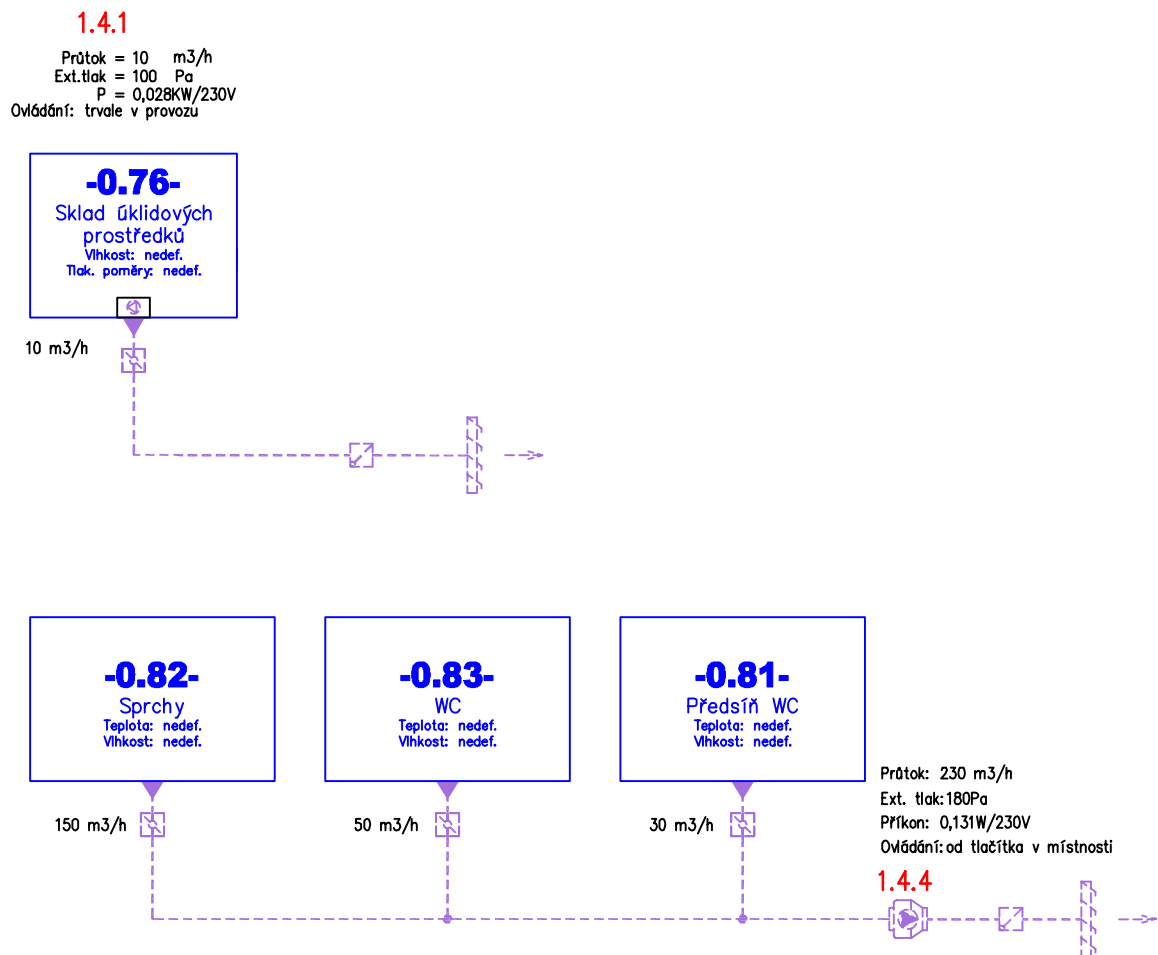 1.4.1
Průtok = 10 m3/h
Ext.tlak = 100 Pa
P = 0,028KW/230V
Ovládání: trvale v provozu
-0.76-
Sklad úklidových
prostředků
Vlhkost: nedef.
Tlak. poměry: nedef.
10 m3/h
-0.82-
Sprchy
Teplota: nedef.
Vlhkost: nedef.
-0.83-
WC
Teplota: nedef.
Vlhkost: nedef.
-0.81-
Předsíň WC
Teplota: nedef.
Vlhkost: nedef.
150 m3/h
50 m3/h
30 m3/h
Průtok: 230 m3/h
Ext. tlak:180Pa
Příkon: 0,131W/230V
Ovládání:od tlačítka v místnosti
1.4.4